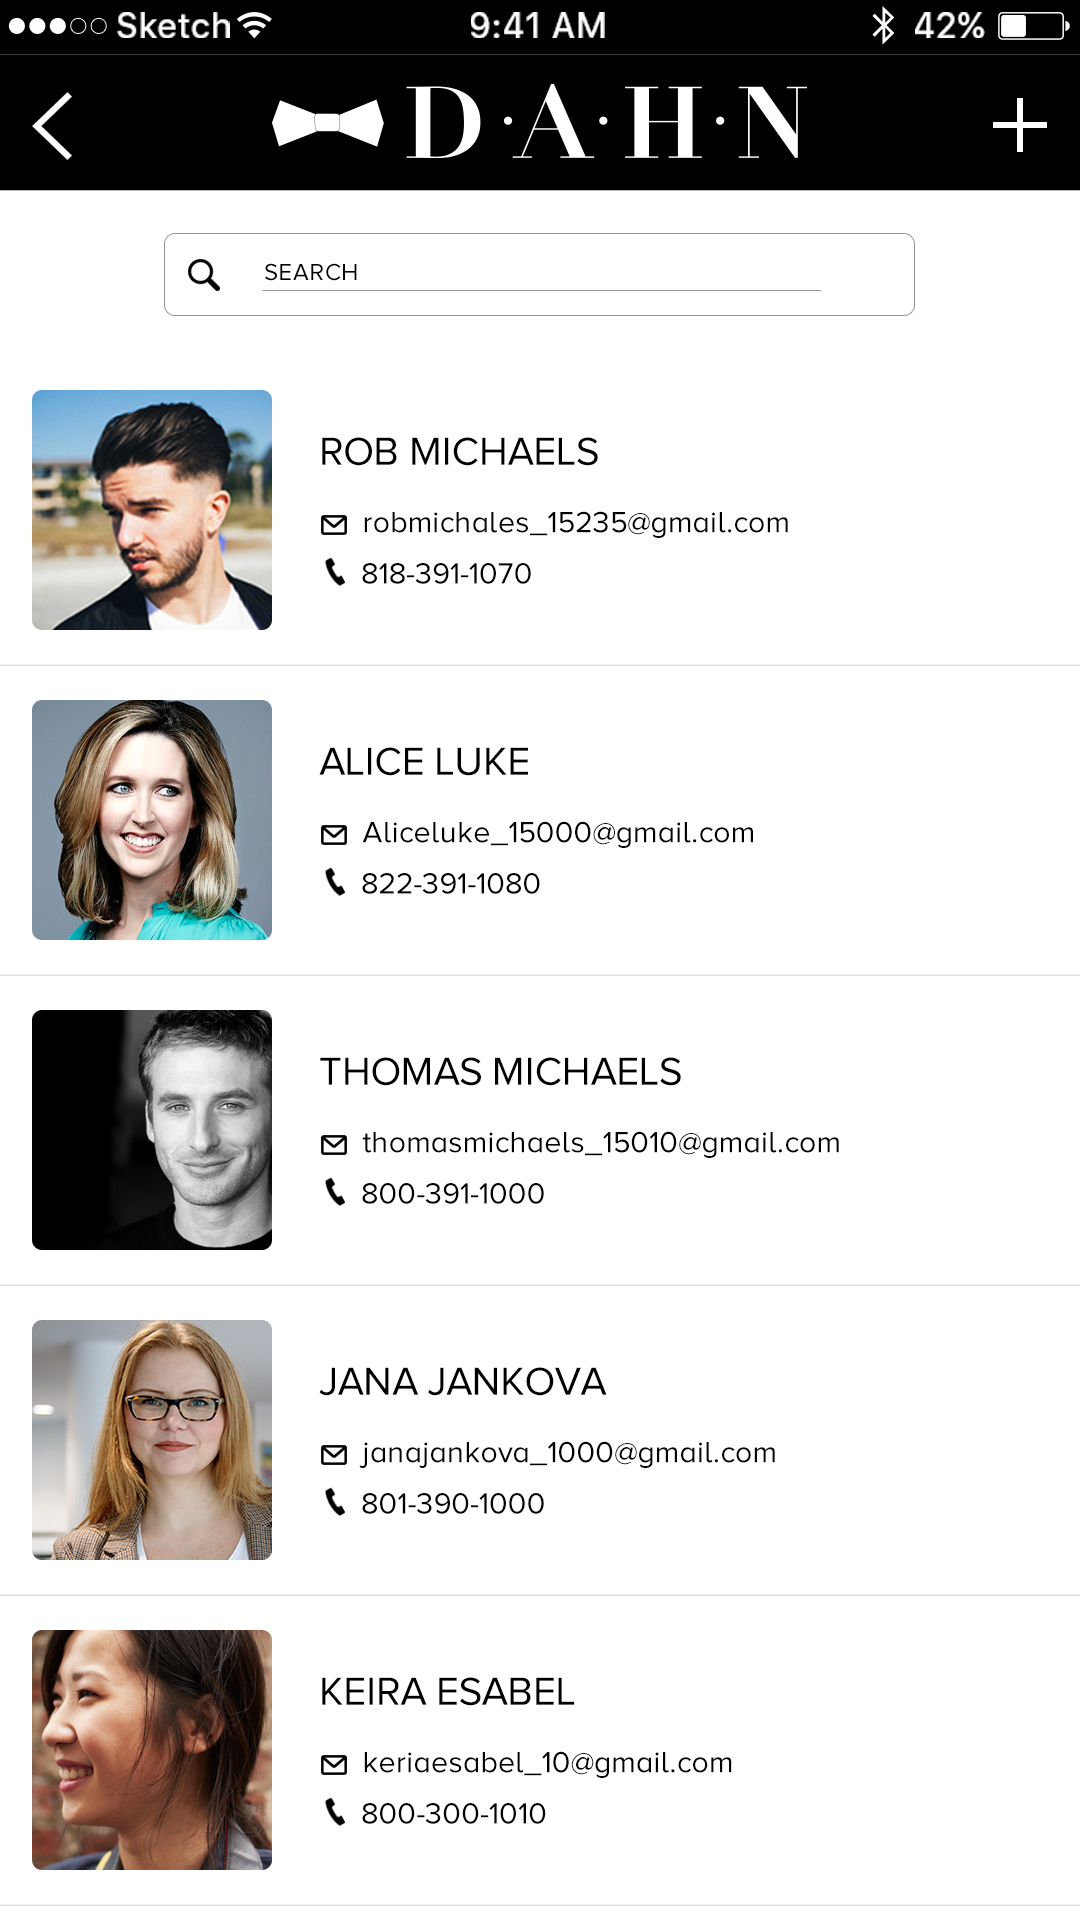 Sketch 9:41 AM 42%
D·A·H·N
SEARCH
ROB MICHAELS
robmichales_15235@gmail.com
818-391-1070
ALICE LUKE
Aliceluke_15000@gmail.com
822-391-1080
THOMAS MICHAELS
thomasmichaels_15010@gmail.com
800-391-1000
JANA JANKOVA
janajankova_1000@gmail.com
801-390-1000
KEIRA ESABEL
keriaesabel_10@gmail.com
800-300-1010